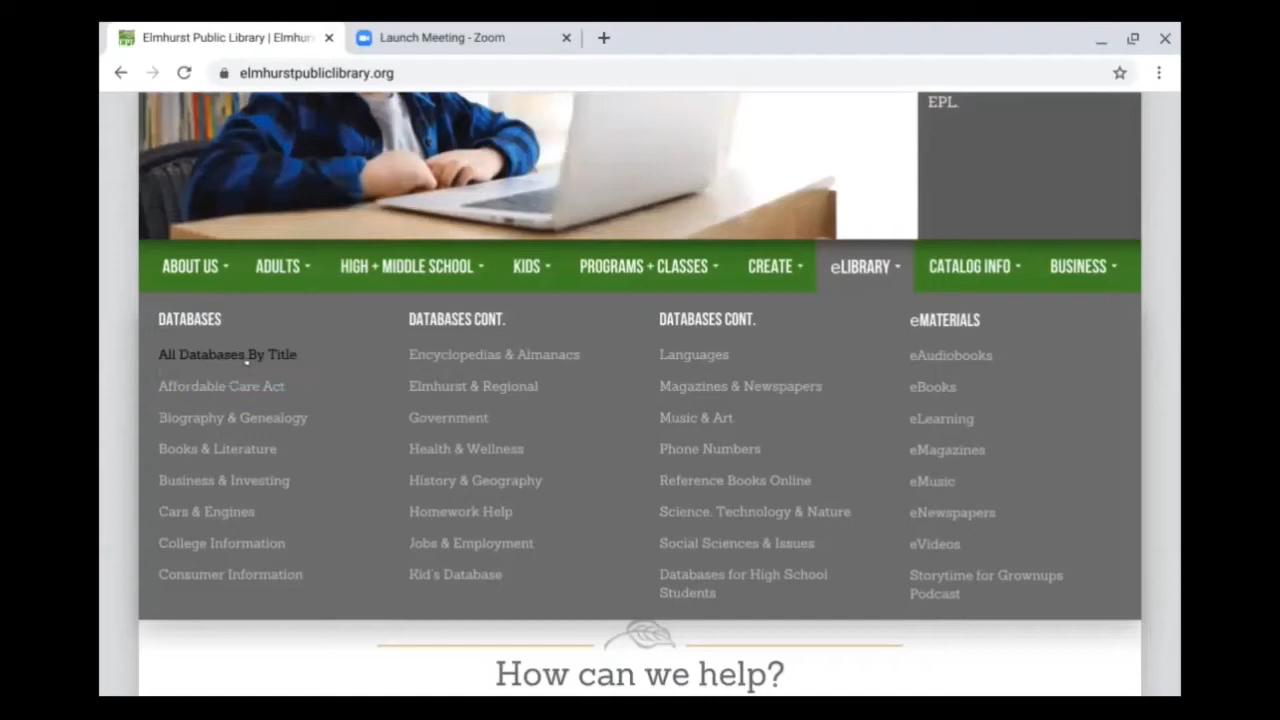 Elmhurst Public Library | Elmhur
Launch Meeting - Zoom
elmhurstpubliclibrary.org
EPL.
ABOUT US
ADULTS
HIGH + MIDDLE SCHOOL
KIDS
PROGRAMS + CLASSES
CREATE
eLIBRARY
CATALOG INFO
BUSINESS
DATABASES
All Databases By Title
Affordable Care Act
Biography & Genealogy
Books & Literature
Business & Investing
Cars & Engines
College Information
Consumer Information
DATABASES CONT.
Encyclopedias & Almanacs
Elmhurst & Regional
Government
Health & Wellness
History & Geography
Homework Help
Jobs & Employment
Kid's Database
DATABASES CONT.
Languages
Magazines & Newspapers
Music & Art
Phone Numbers
Reference Books Online
Science, Technology & Nature
Social Sciences & Issues
Databases for High School
Students
eMATERIALS
eAudiobooks
eBooks
eLearning
eMagazines
eMusic
eNewspapers
eVideos
Storytime for Grownups
Podcast
How can we help?